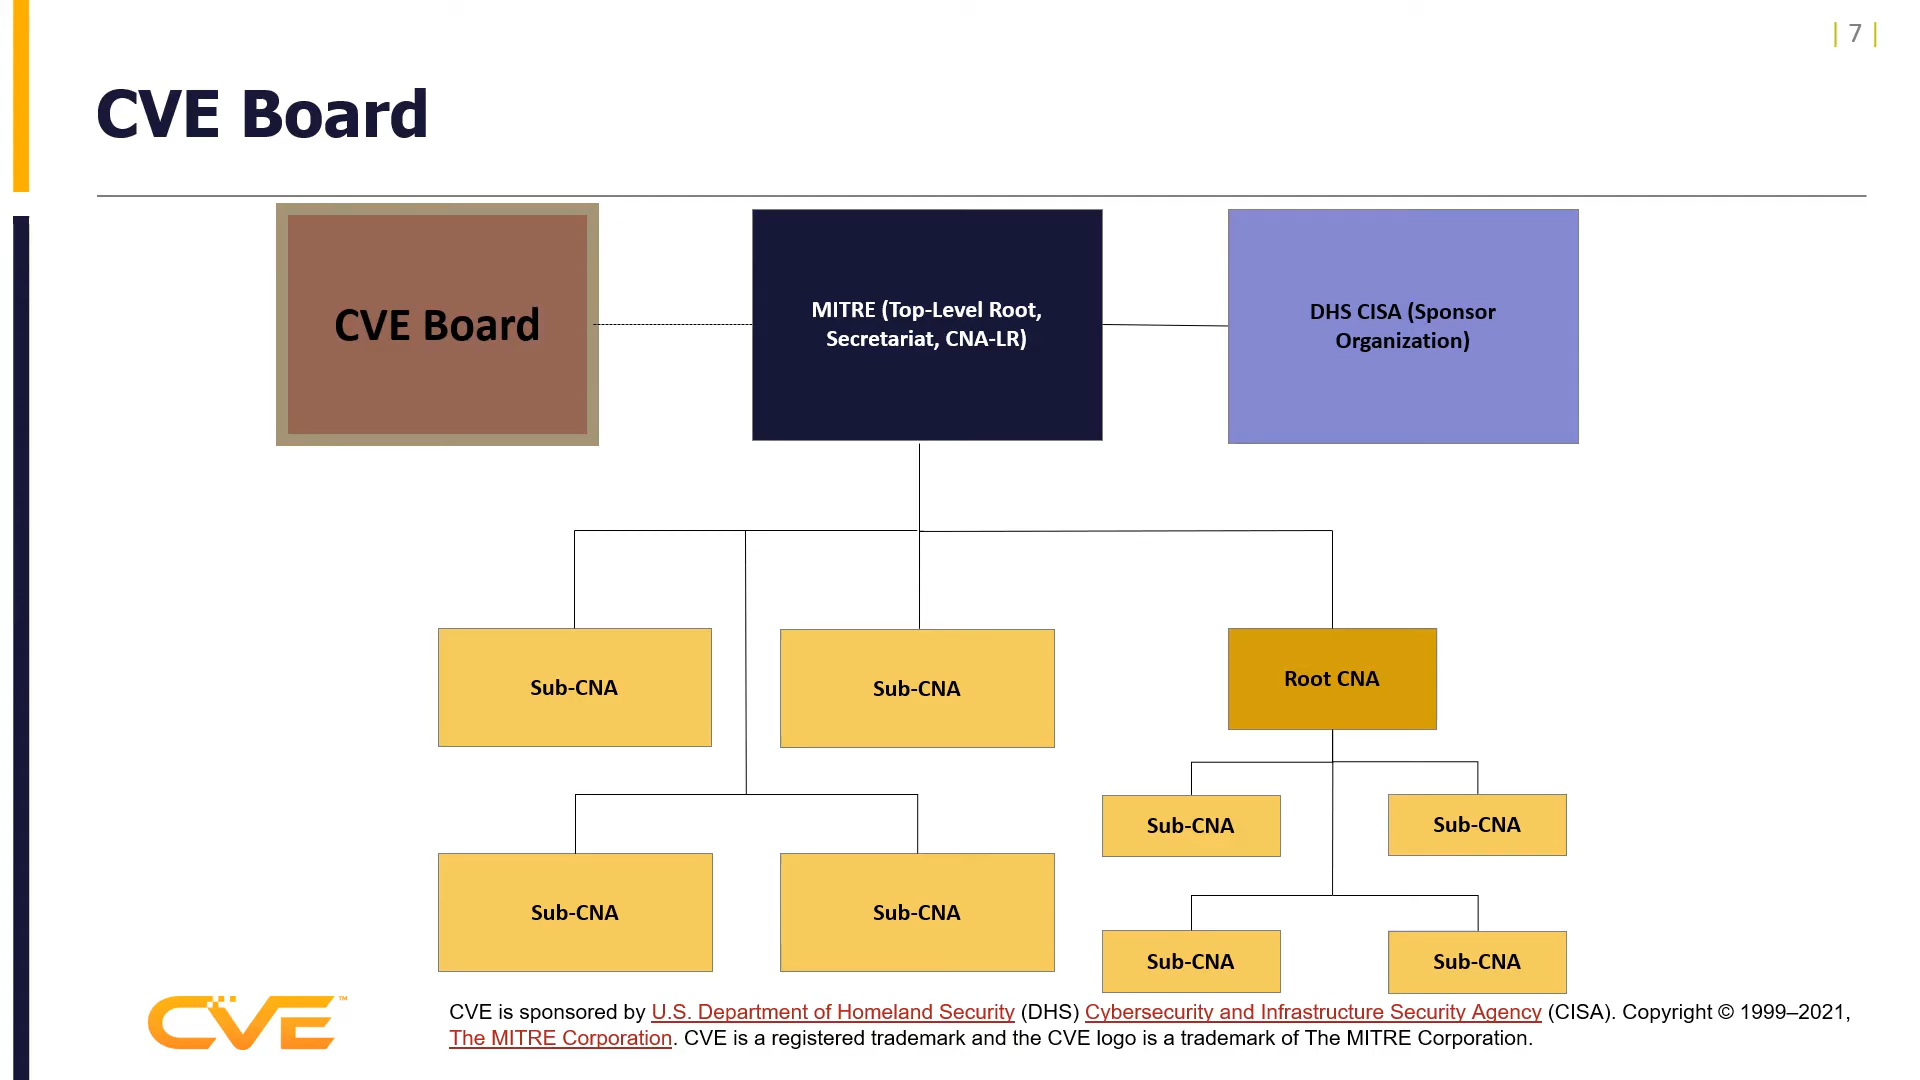 | 7 |
CVE Board
CVE Board
MITRE (Top-Level Root,
Secretariat, CNA-LR)
DHS CISA (Sponsor
Organization)
Sub-CNA
Sub-CNA
Root CNA
Sub-CNA
Sub-CNA
Sub-CNA
Sub-CNA
Sub-CNA
Sub-CNA
CVE™
CVE is sponsored by U.S. Department of Homeland Security (DHS) Cybersecurity and Infrastructure Security Agency (CISA). Copyright © 1999–2021,
The MITRE Corporation. CVE is a registered trademark and the CVE logo is a trademark of The MITRE Corporation.